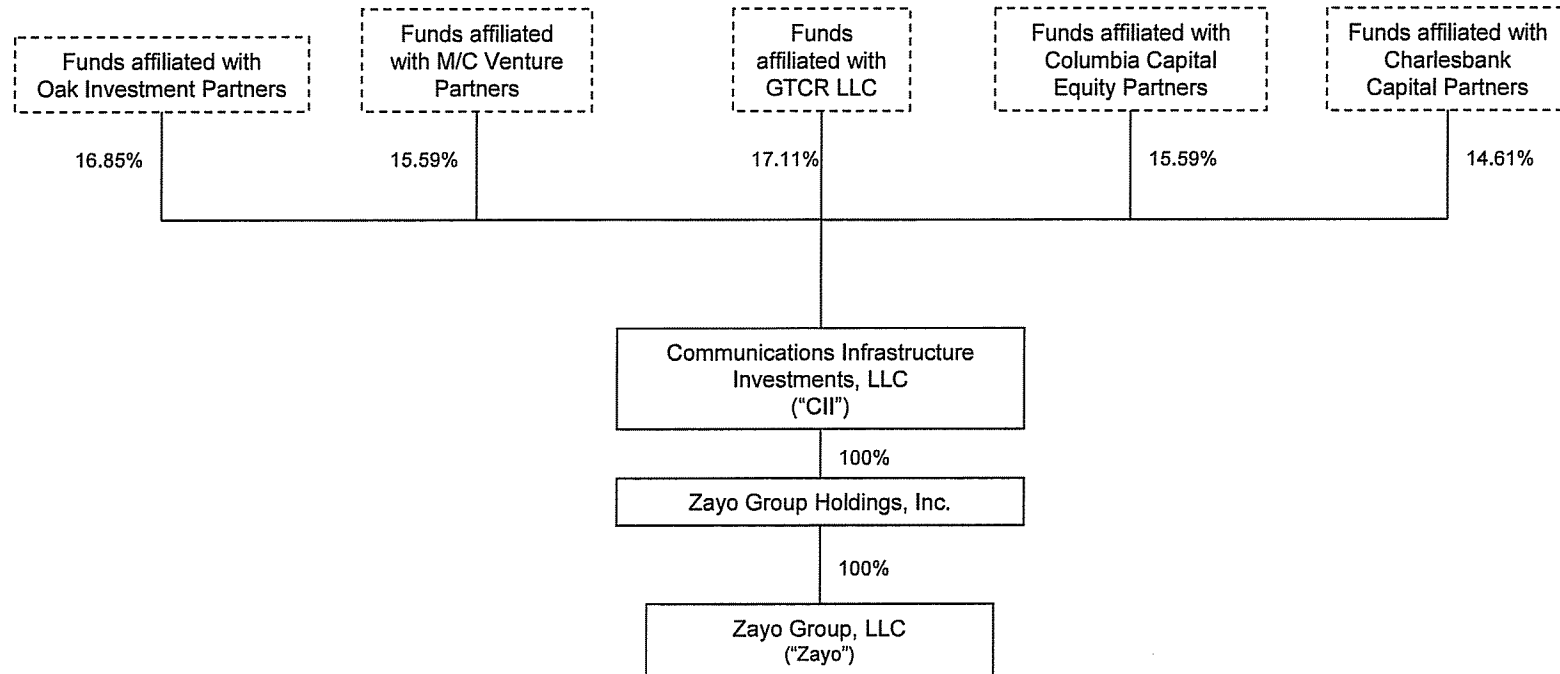 Funds affiliated with
Oak Investment Partners
Funds affiliated
with M/C Venture
Partners
Funds
affiliated with
GTCR LLC
Funds affiliated with
Columbia Capital
Equity Partners
Funds affiliated with
Charlesbank
Capital Partners
16.85%
15.59%
17.11%
15.59%
14.61%
Communications Infrastructure
Investments, LLC
("CII")
100%
Zayo Group Holdings, Inc.
100%
Zayo Group, LLC
("Zayo")